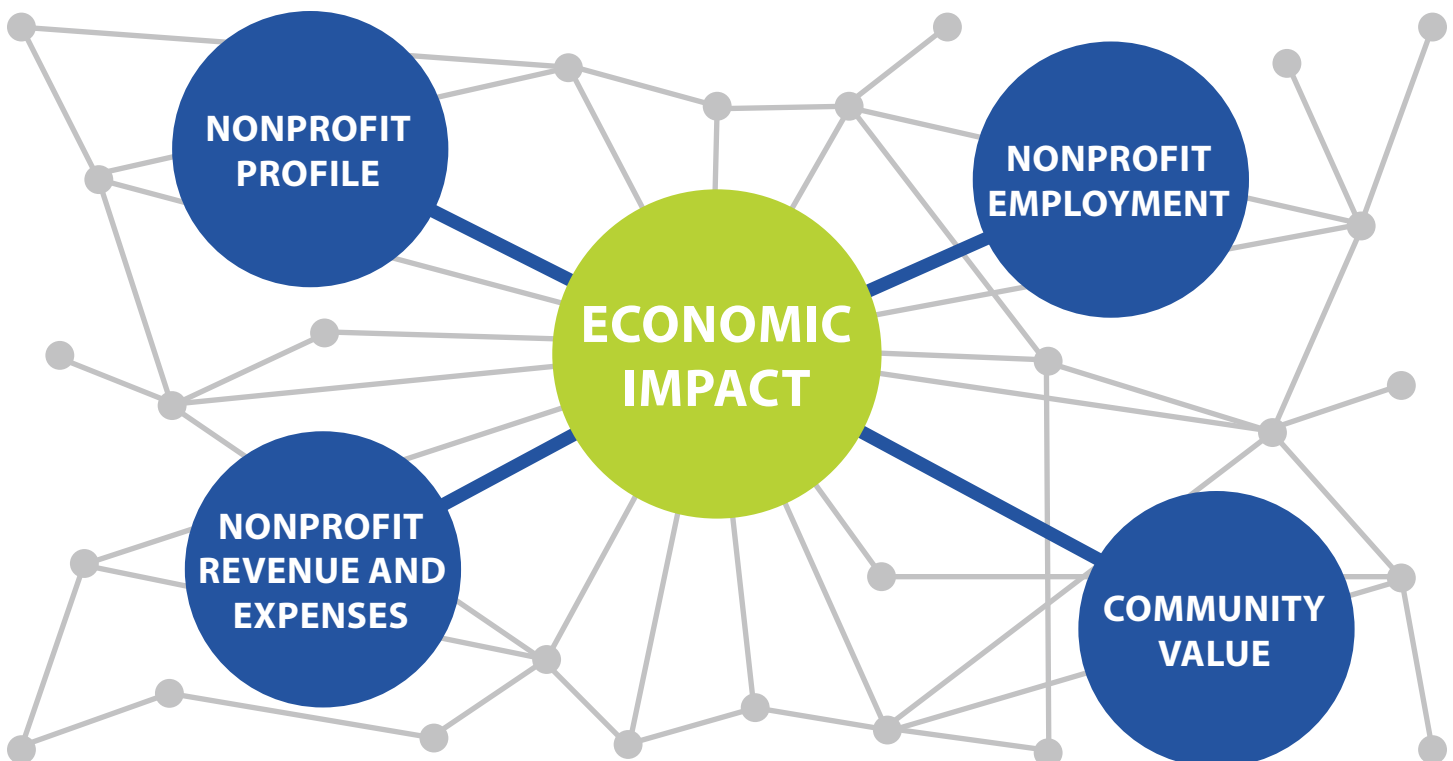 NONPROFIT
PROFILE
NONPROFIT
EMPLOYMENT
ECONOMIC
IMPACT
NONPROFIT
REVENUE AND
EXPENSES
COMMUNITY
VALUE